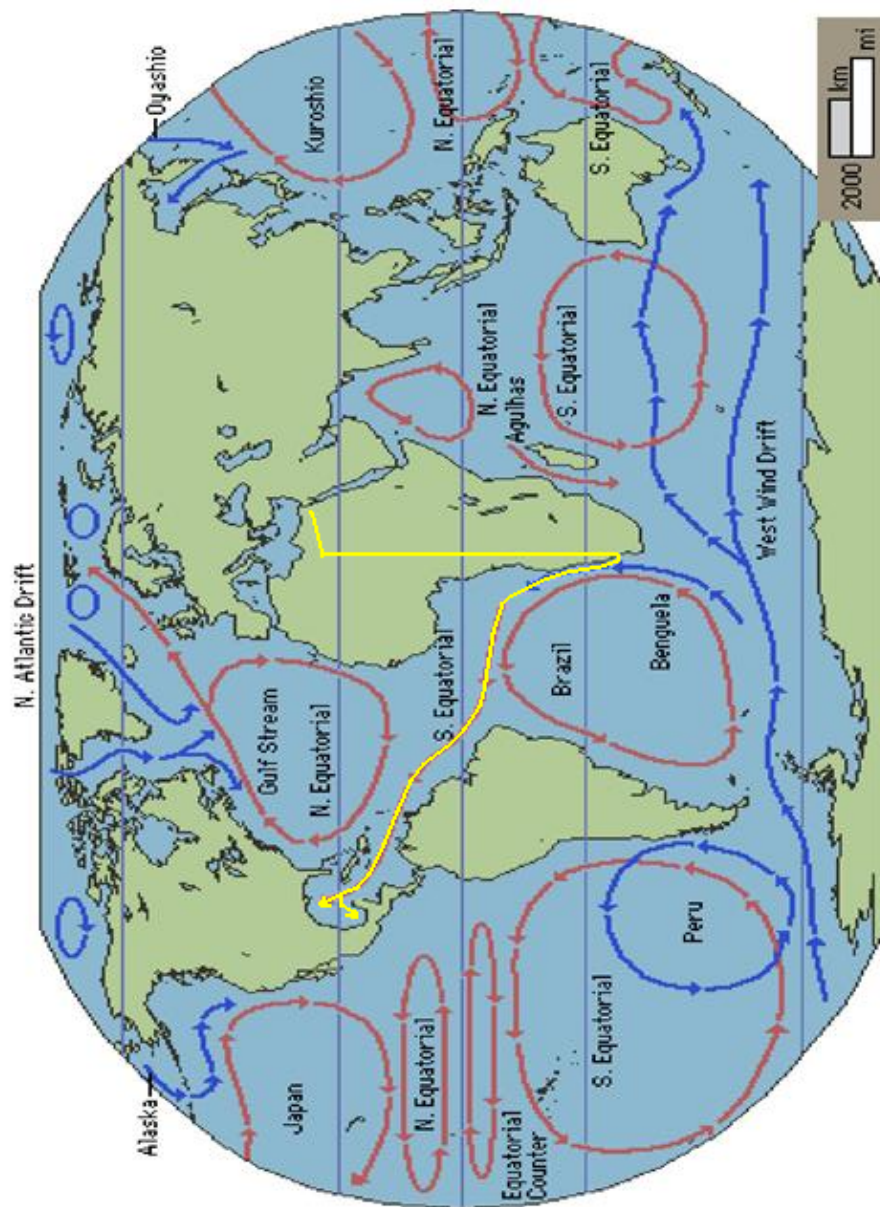 N. Atlantic Drift
Alaska
Oyashio
Japan
Gulf Stream
N. Equatorial
Kuroshio
N. Equatorial
S. Equatorial
N. Equatorial
Agulhas
N. Equatorial
Equatorial
Counter
S. Equatorial
Brazil
S. Equatorial
S. Equatorial
Peru
Benguela
West Wind Drift
2000
km
mi